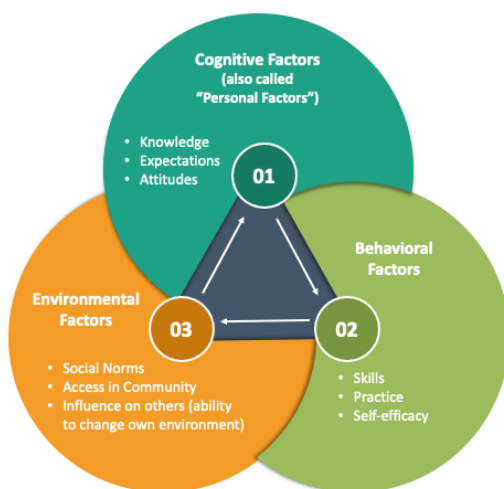 Cognitive Factors
(also called
“Personal Factors”)
• Knowledge
• Expectations
• Attitudes
01
Behavioral
Factors
Environmental
Factors
03
02
• Social Norms
• Access in Community
• Influence on others (ability
to change own environment)
• Skills
• Practice
• Self-efficacy